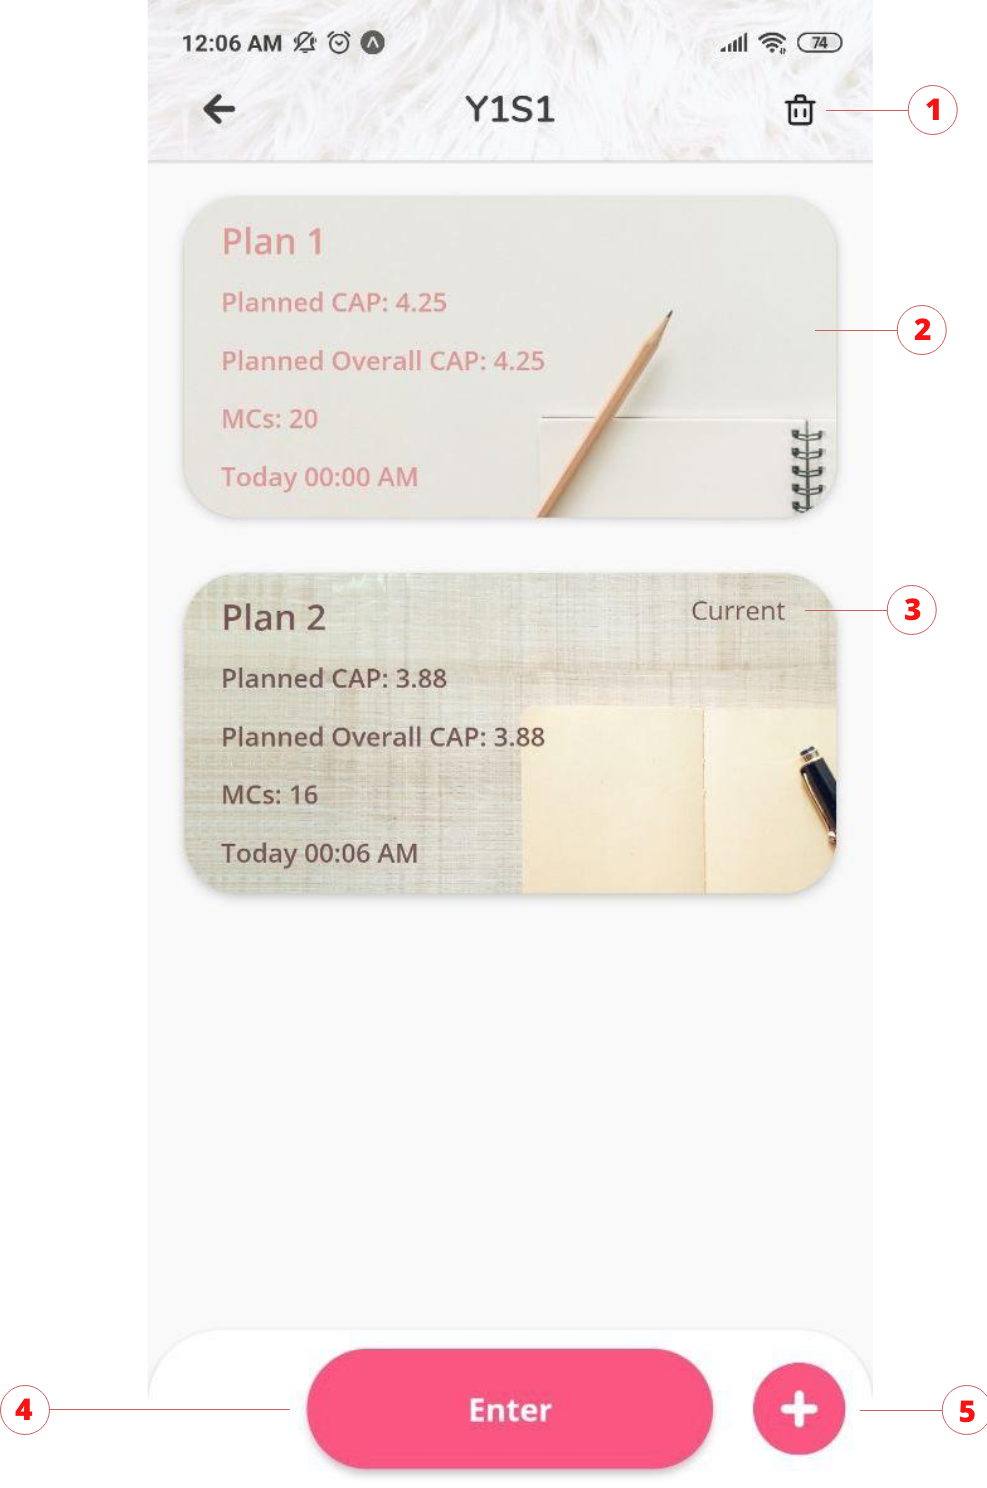 12:06 AM 74
Y1S1
1
Plan 1
Planned CAP: 4.25
2
Planned Overall CAP: 4.25
MCs: 20
Today 00:00 AM
Plan 2
Current
3
Planned CAP: 3.88
Planned Overall CAP: 3.88
MCs: 16
Today 00:06 AM
4
Enter
5